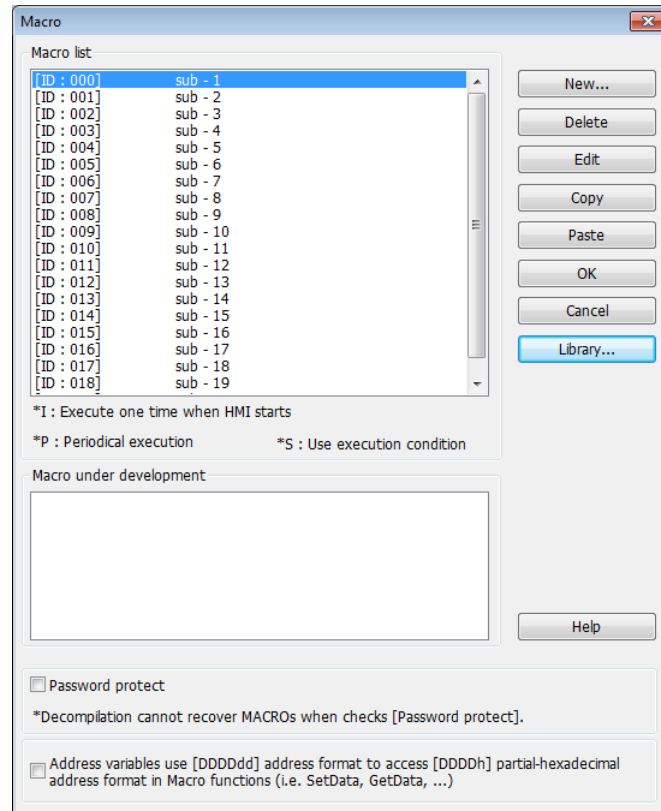 Macro
Macro list
[ID : 000] sub - 1
[ID : 001] sub - 2
[ID : 002] sub - 3
[ID : 003] sub - 4
[ID : 004] sub - 5
[ID : 005] sub - 6
[ID : 006] sub - 7
[ID : 007] sub - 8
[ID : 008] sub - 9
[ID : 009] sub - 10
[ID : 010] sub - 11
[ID : 011] sub - 12
[ID : 012] sub - 13
[ID : 013] sub - 14
[ID : 014] sub - 15
[ID : 015] sub - 16
[ID : 016] sub - 17
[ID : 017] sub - 18
[ID : 018] sub - 19
*I : Execute one time when HMI starts
*P : Periodical execution *S : Use execution condition
New...
Delete
Edit
Copy
Paste
OK
Cancel
Library...
Macro under development
Help
Password protect
*Decompilation cannot recover MACROs when checks [Password protect].
Address variables use [DDDDdd] address format to access [DDDDh] partial-hexadecimal
address format in Macro functions (i.e. SetData, GetData, ...)